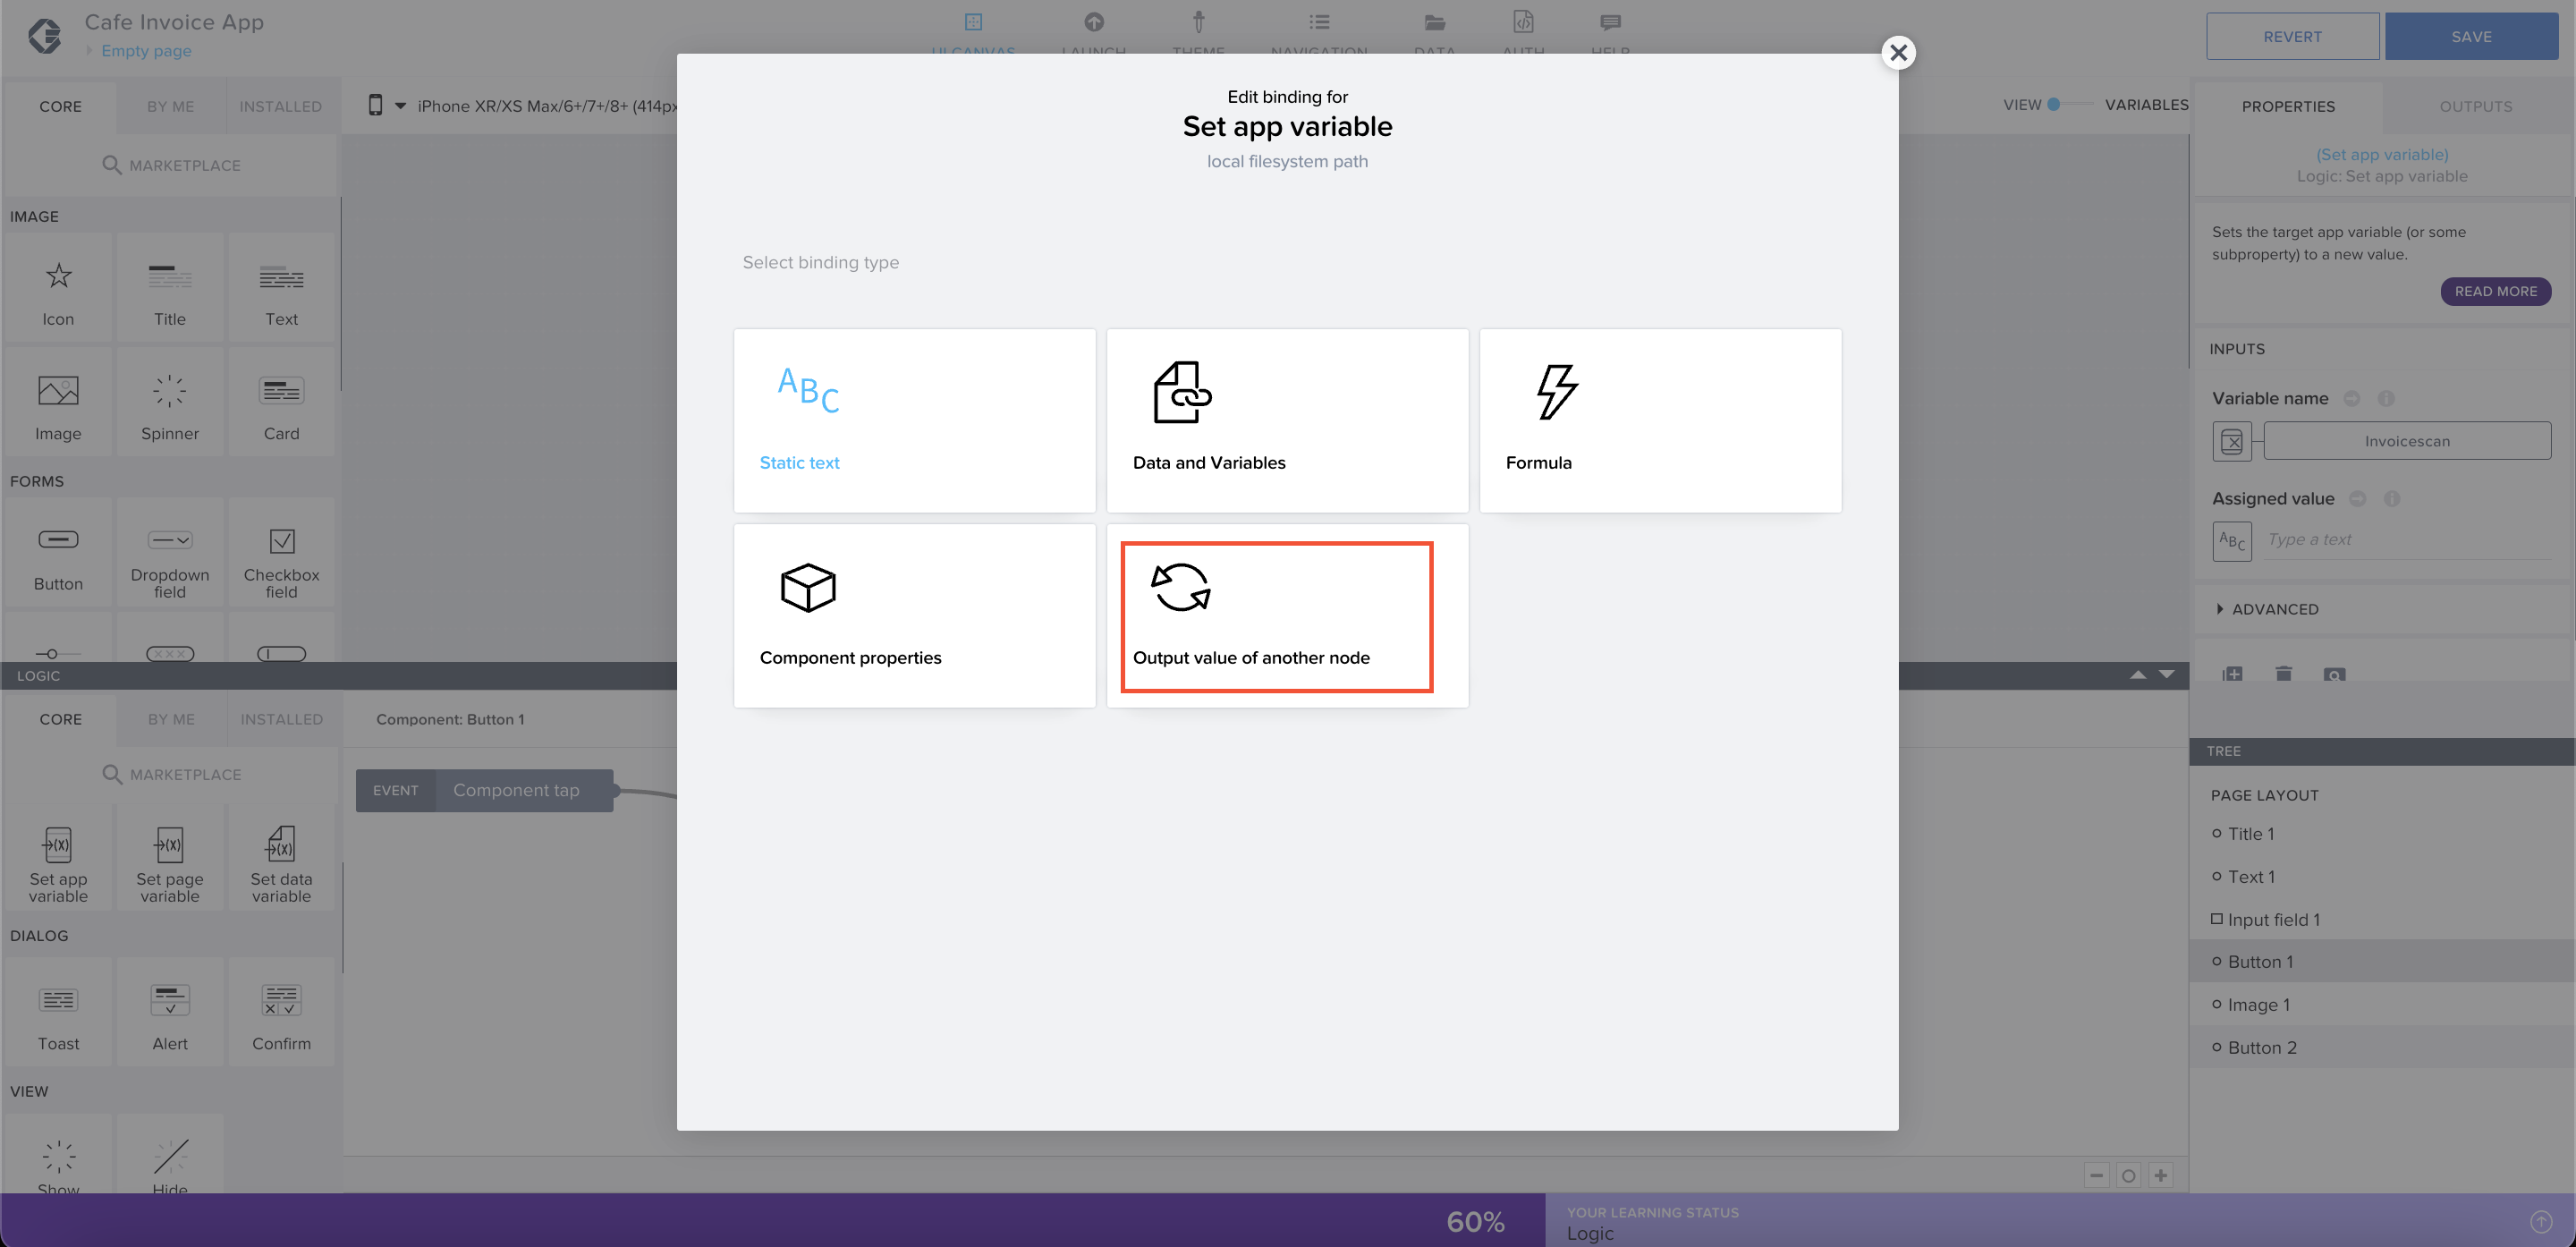 Cafe Invoice App
Empty page
UI CANVAS
LAUNCH
THEME
NAVIGATION
DATA
AUTH
HELP
REVERT
SAVE
CORE
BY ME
INSTALLED
MARKETPLACE
iPhone XR/XS Max/6+/7+/8+ (414px
VIEW
VARIABLES
PROPERTIES
OUTPUTS
Edit binding for
Set app variable
local filesystem path
Select binding type
ABC
Static text
Data and Variables
Formula
Component properties
Output value of another node
IMAGE
Icon
Title
Text
Image
Spinner
Card
FORMS
Button
Dropdown
field
Checkbox
field
(Set app variable)
Logic: Set app variable
Sets the target app variable (or some
subproperty) to a new value.
READ MORE
INPUTS
Variable name
Invoicescan
Assigned value
ABC
Type a text
ADVANCED
LOGIC
CORE
BY ME
INSTALLED
Component: Button 1
MARKETPLACE
EVENT
Component tap
Set app
variable
Set page
variable
Set data
variable
DIALOG
Toast
Alert
Confirm
VIEW
Show
Hide
TREE
PAGE LAYOUT
Title 1
Text 1
Input field 1
Button 1
Image 1
Button 2
60%
YOUR LEARNING STATUS
Logic